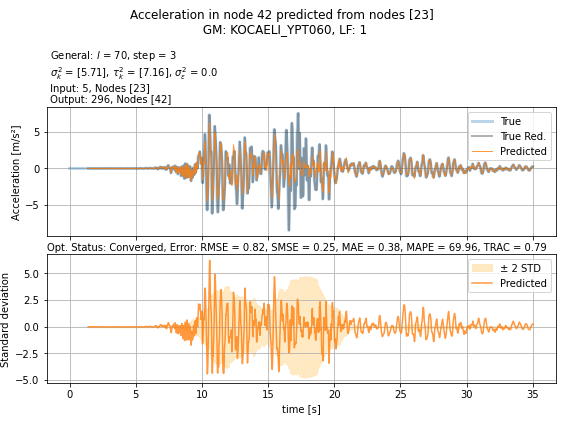 Acceleration in node 42 predicted from nodes [23]
GM: KOCAELI_YPT060, LF: 1
General: l = 70, step = 3
σ²ₖ = [5.71], τ²ₖ = [7.16], σ²ε = 0.0
Input: 5, Nodes [23]
Output: 296, Nodes [42]
Acceleration [m/s²]
5
0
−5
True
True Red.
Predicted
Opt. Status: Converged, Error: RMSE = 0.82, SMSE = 0.25, MAE = 0.38, MAPE = 69.96, TRAC = 0.79
Standard deviation
5.0
2.5
0.0
−2.5
−5.0
± 2 STD
Predicted
0 5 10 15 20 25 30 35
time [s]